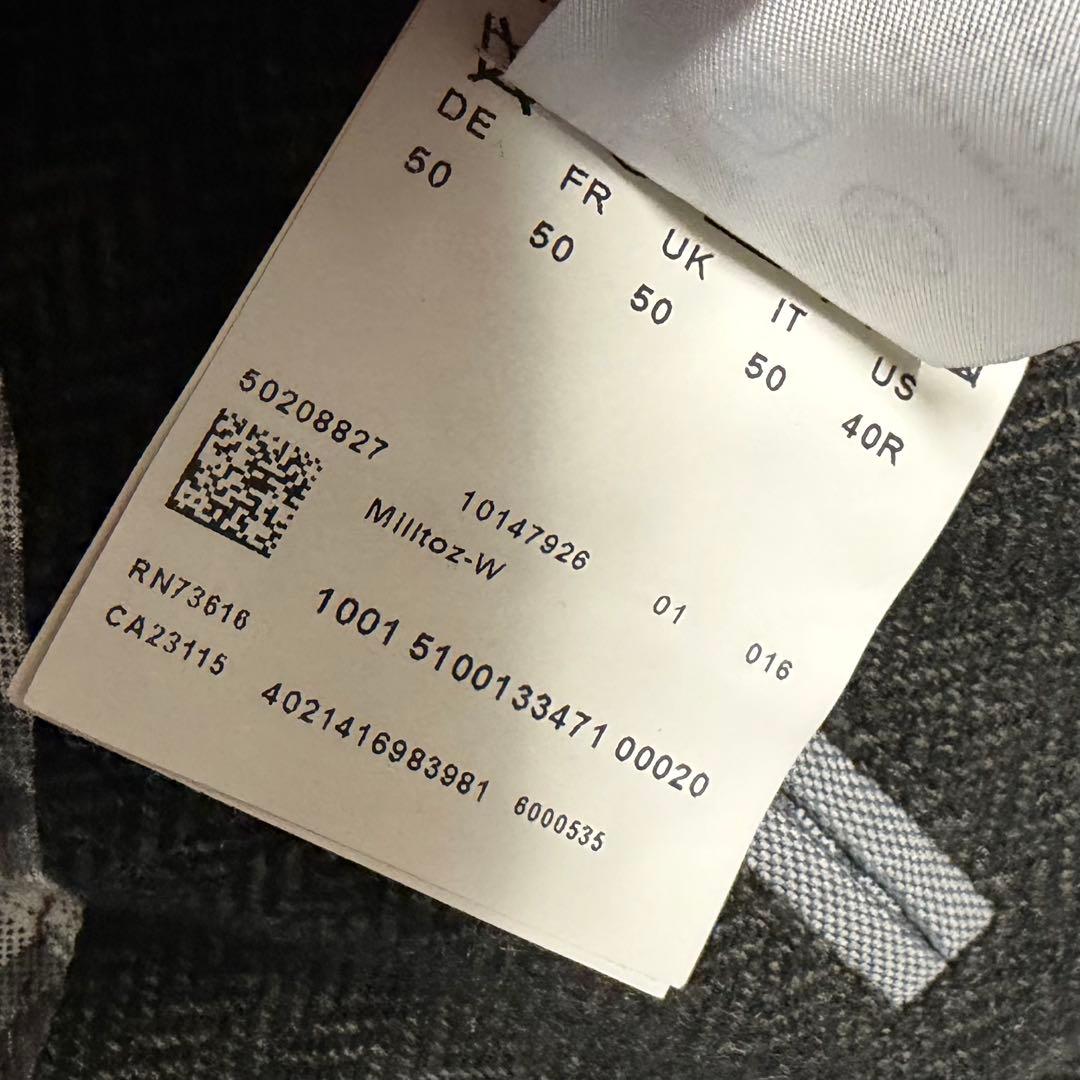 DE FR UK IT US
50 50 50 50 40R
50208827
10147926 01 016
Milltoz-W
RN73616
CA23115
1001 5100133471 00020
4021416983981 6000535